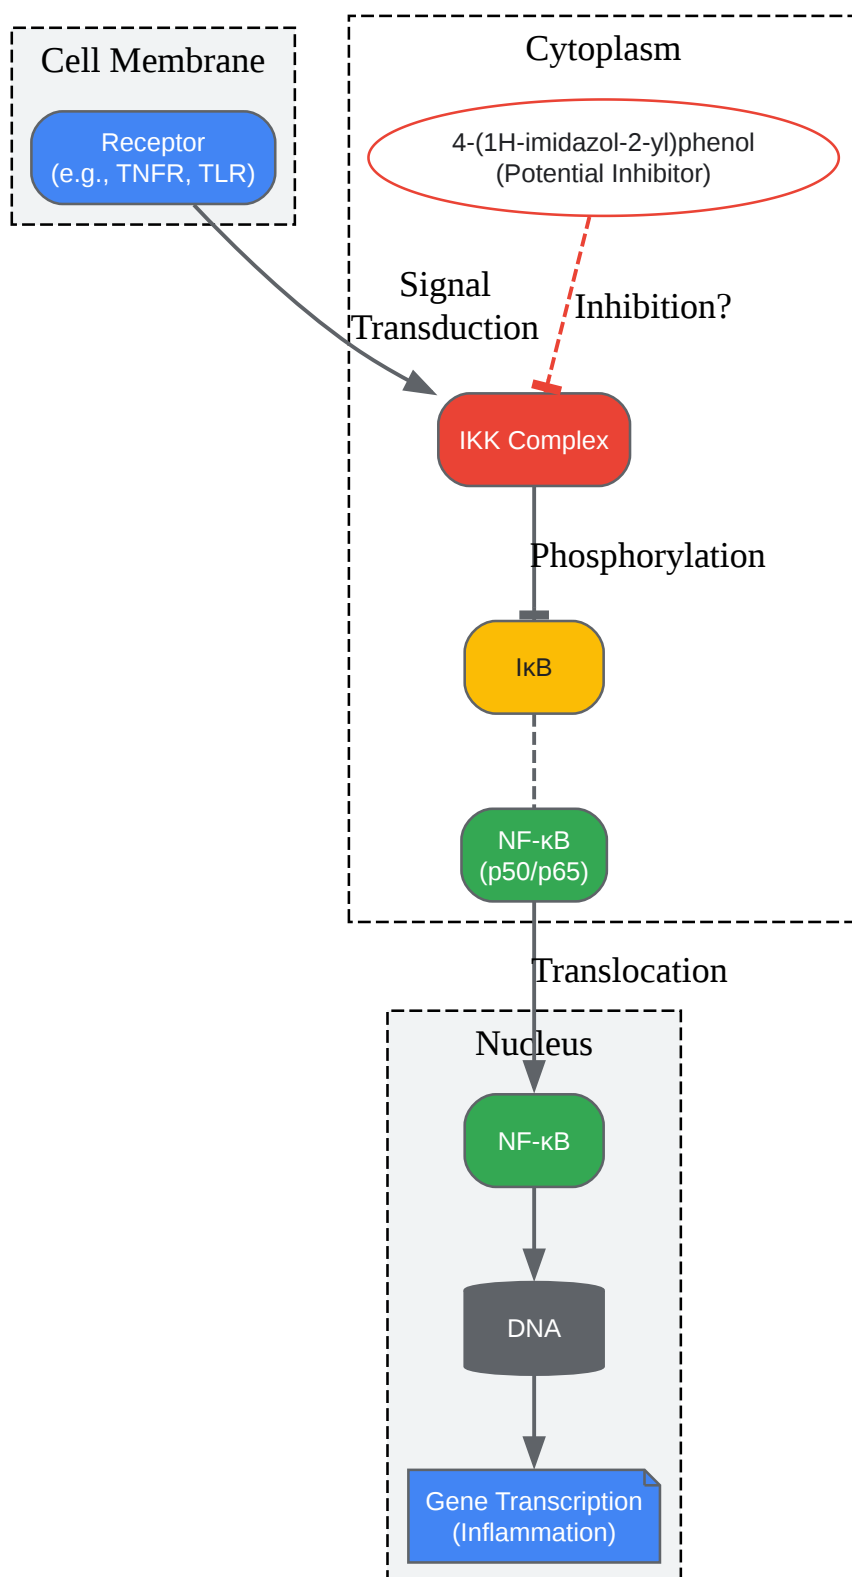 Cell Membrane
Receptor
(e.g., TNFR, TLR)
Cytoplasm
4-(1H-imidazol-2-yl)phenol
(Potential Inhibitor)
Signal
Transduction
Inhibition?
IKK Complex
Phosphorylation
IκB
NF-κB
(p50/p65)
Translocation
Nucleus
NF-κB
DNA
Gene Transcription
(Inflammation)